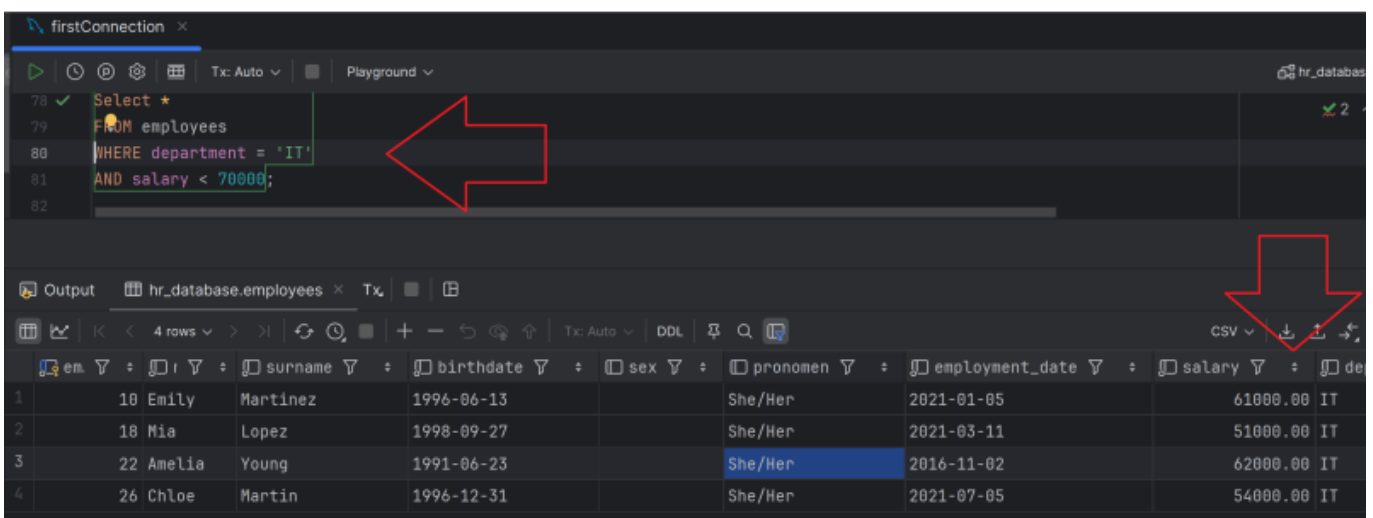 firstConnection ×
Tx: Auto Playground hr_databas
78 Select *
79 FROM employees
80 WHERE department = 'IT'
81 AND salary < 70000;
82
2
Output hr_database.employees × Tx
4 rows Tx: Auto DDL CSV
em. r surname birthdate sex pronomen employment_date salary dep
1 10 Emily Martinez 1996-06-13 She/Her 2021-01-05 61000.00 IT
2 18 Mia Lopez 1998-09-27 She/Her 2021-03-11 51000.00 IT
3 22 Amelia Young 1991-06-23 She/Her 2016-11-02 62000.00 IT
4 26 Chloe Martin 1996-12-31 She/Her 2021-07-05 54000.00 IT